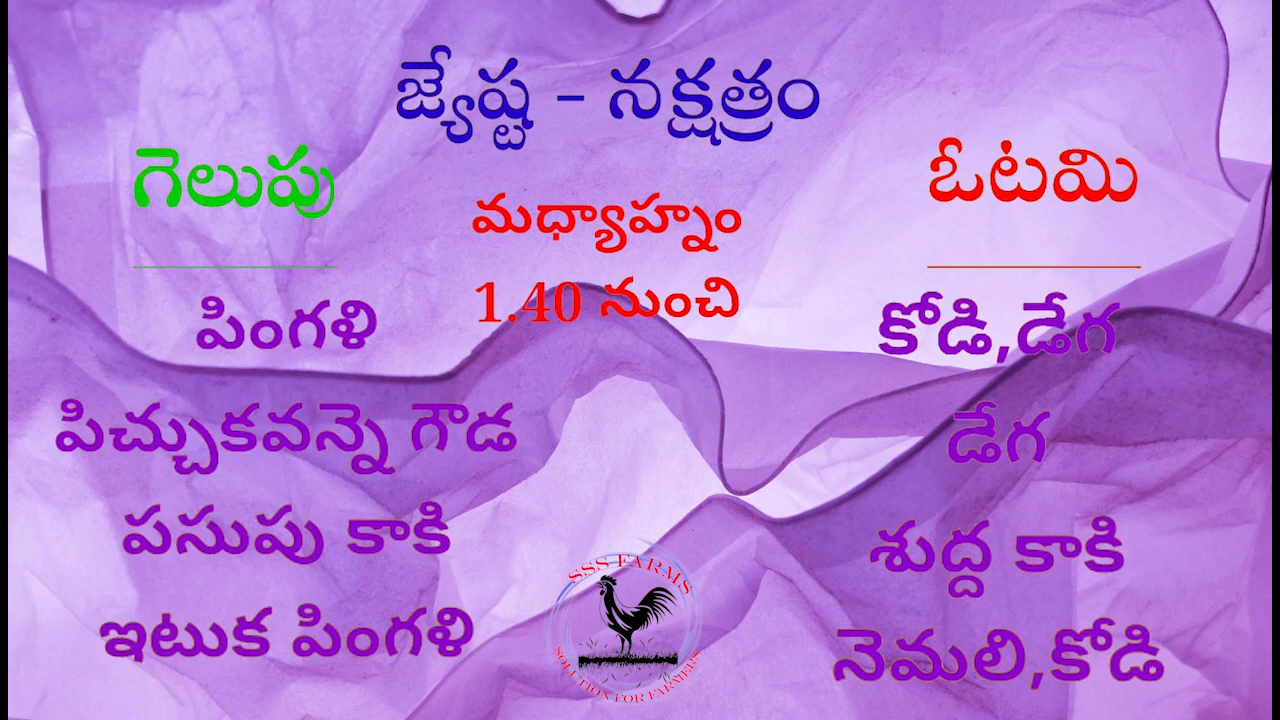 జ్యేష్ట - నక్షత్రం
గెలుపు
ఓటమి
మధ్యాహ్నం
1.40 నుంచి
పింగళి
కోడి,డేగ
పిచ్చుకవన్నె గౌడ
డేగ
పసుపు కాకి
శుద్ద కాకి
ఇటుక పింగళి
నెమలి,కోడి
SSS FARMS
SOLUTION FOR FARMERS